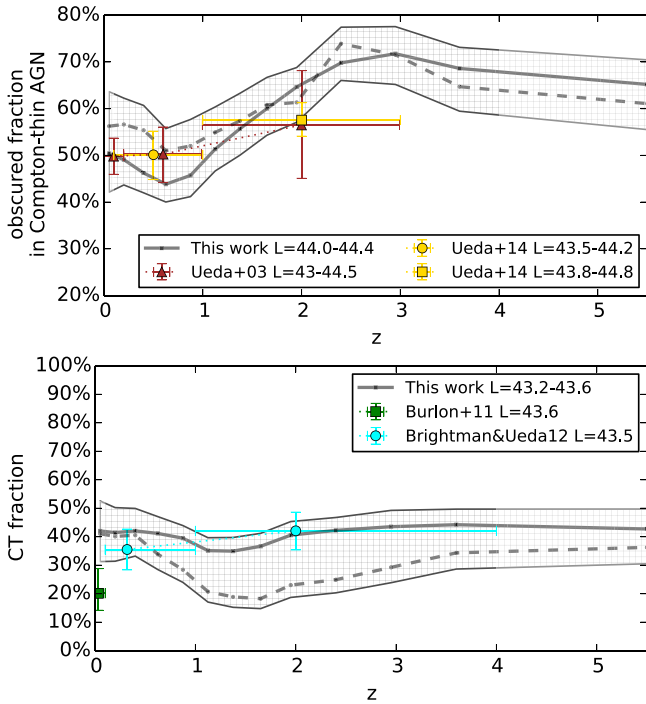 80%
70%
60%
50%
40%
30%
20%
obscured fraction
in Compton-thin AGN
This work L=44.0-44.4
Ueda+03 L=43-44.5
Ueda+14 L=43.5-44.2
Ueda+14 L=43.8-44.8
0 1 2 3 4 5
z
100%
90%
80%
70%
60%
50%
40%
30%
20%
10%
0%
CT fraction
This work L=43.2-43.6
Burlon+11 L=43.6
Brightman&Ueda12 L=43.5
0 1 2 3 4 5
z